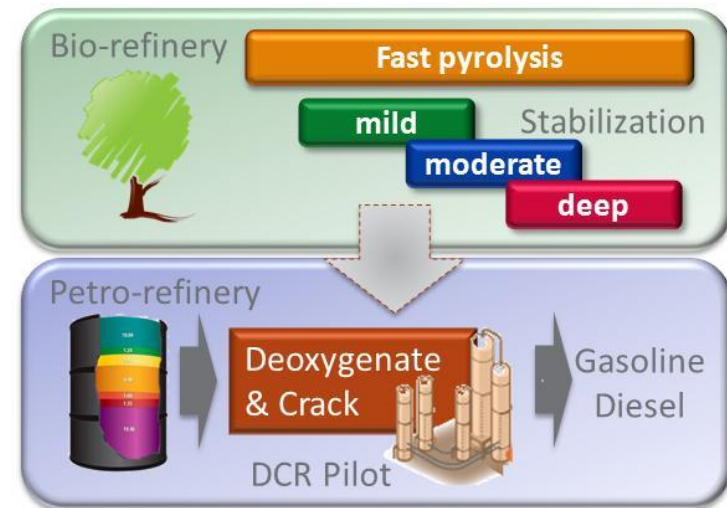 Bio-refinery
Fast pyrolysis
mild
Stabilization
moderate
deep
Petro-refinery
Deoxygenate
& Crack
Gasoline
Diesel
DCR Pilot